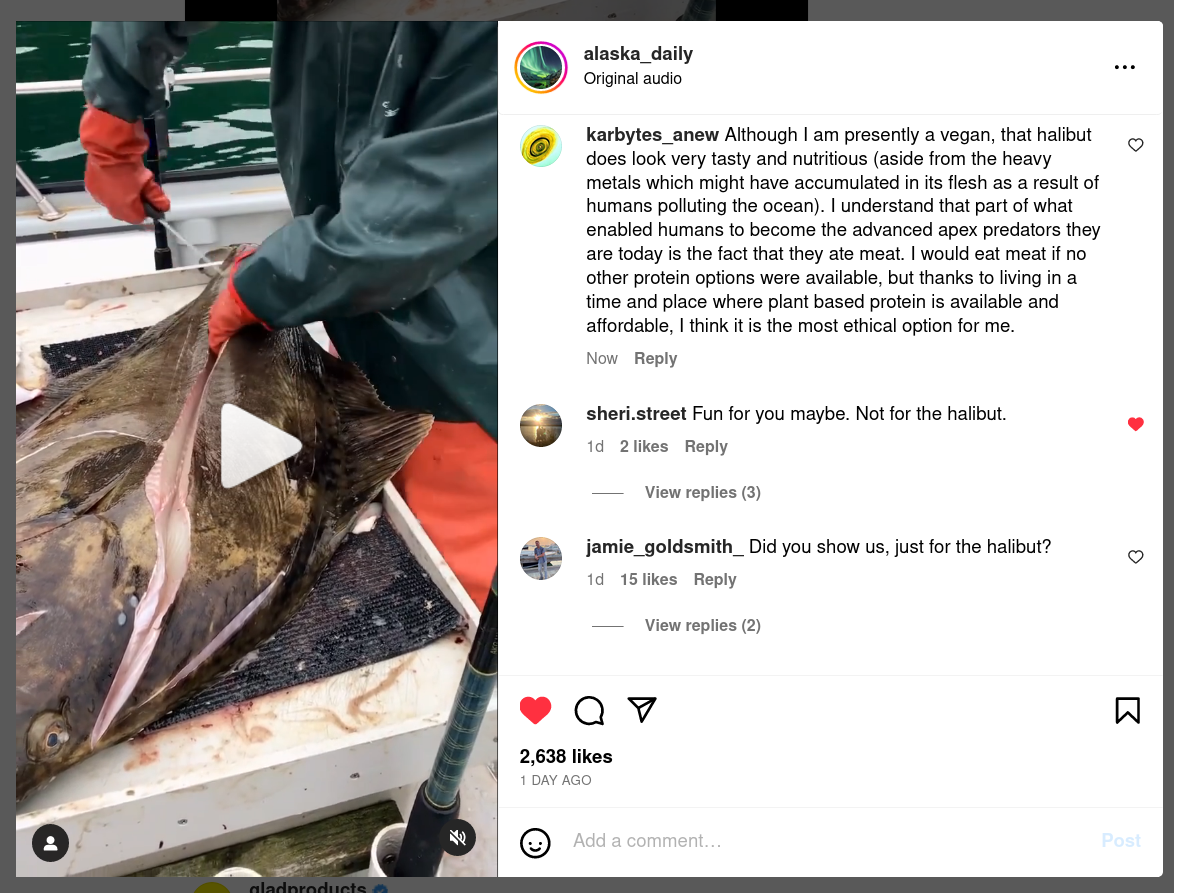 alaska_daily
Original audio
karbytes_anew Although I am presently a vegan, that halibut
does look very tasty and nutritious (aside from the heavy
metals which might have accumulated in its flesh as a result of
humans polluting the ocean). I understand that part of what
enabled humans to become the advanced apex predators they
are today is the fact that they ate meat. I would eat meat if no
other protein options were available, but thanks to living in a
time and place where plant based protein is available and
affordable, I think it is the most ethical option for me.
Now Reply
sheri.street Fun for you maybe. Not for the halibut.
1d 2 likes Reply
View replies (3)
jamie_goldsmith_ Did you show us, just for the halibut?
1d 15 likes Reply
View replies (2)
2,638 likes
1 DAY AGO
Add a comment…
Post
gladproducts